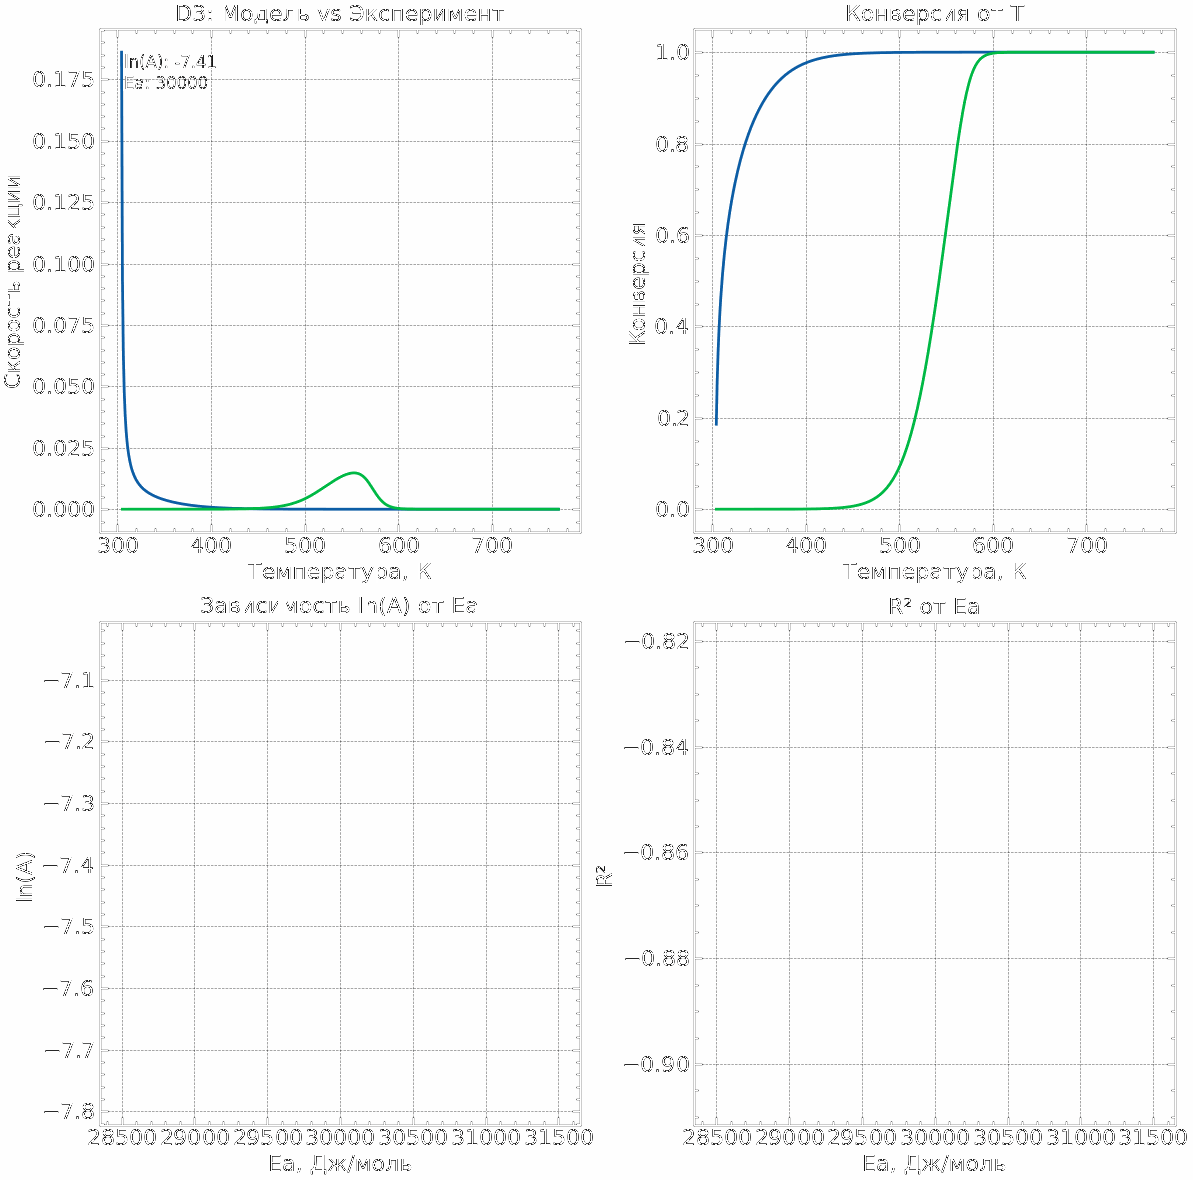 D3: Модель vs Эксперимент
ln(A): -7.41
Ea: 30000
Скорость реакции
0.175
0.150
0.125
0.100
0.075
0.050
0.025
0.000
300 400 500 600 700
Температура, К
Конверсия от Т
Конверсия
1.0
0.8
0.6
0.4
0.2
0.0
300 400 500 600 700
Температура, К
Зависимость ln(A) от Ea
ln(A)
−7.1
−7.2
−7.3
−7.4
−7.5
−7.6
−7.7
−7.8
28500 29000 29500 30000 30500 31000 31500
Ea, Дж/моль
R² от Ea
R²
−0.82
−0.84
−0.86
−0.88
−0.90
28500 29000 29500 30000 30500 31000 31500
Ea, Дж/моль